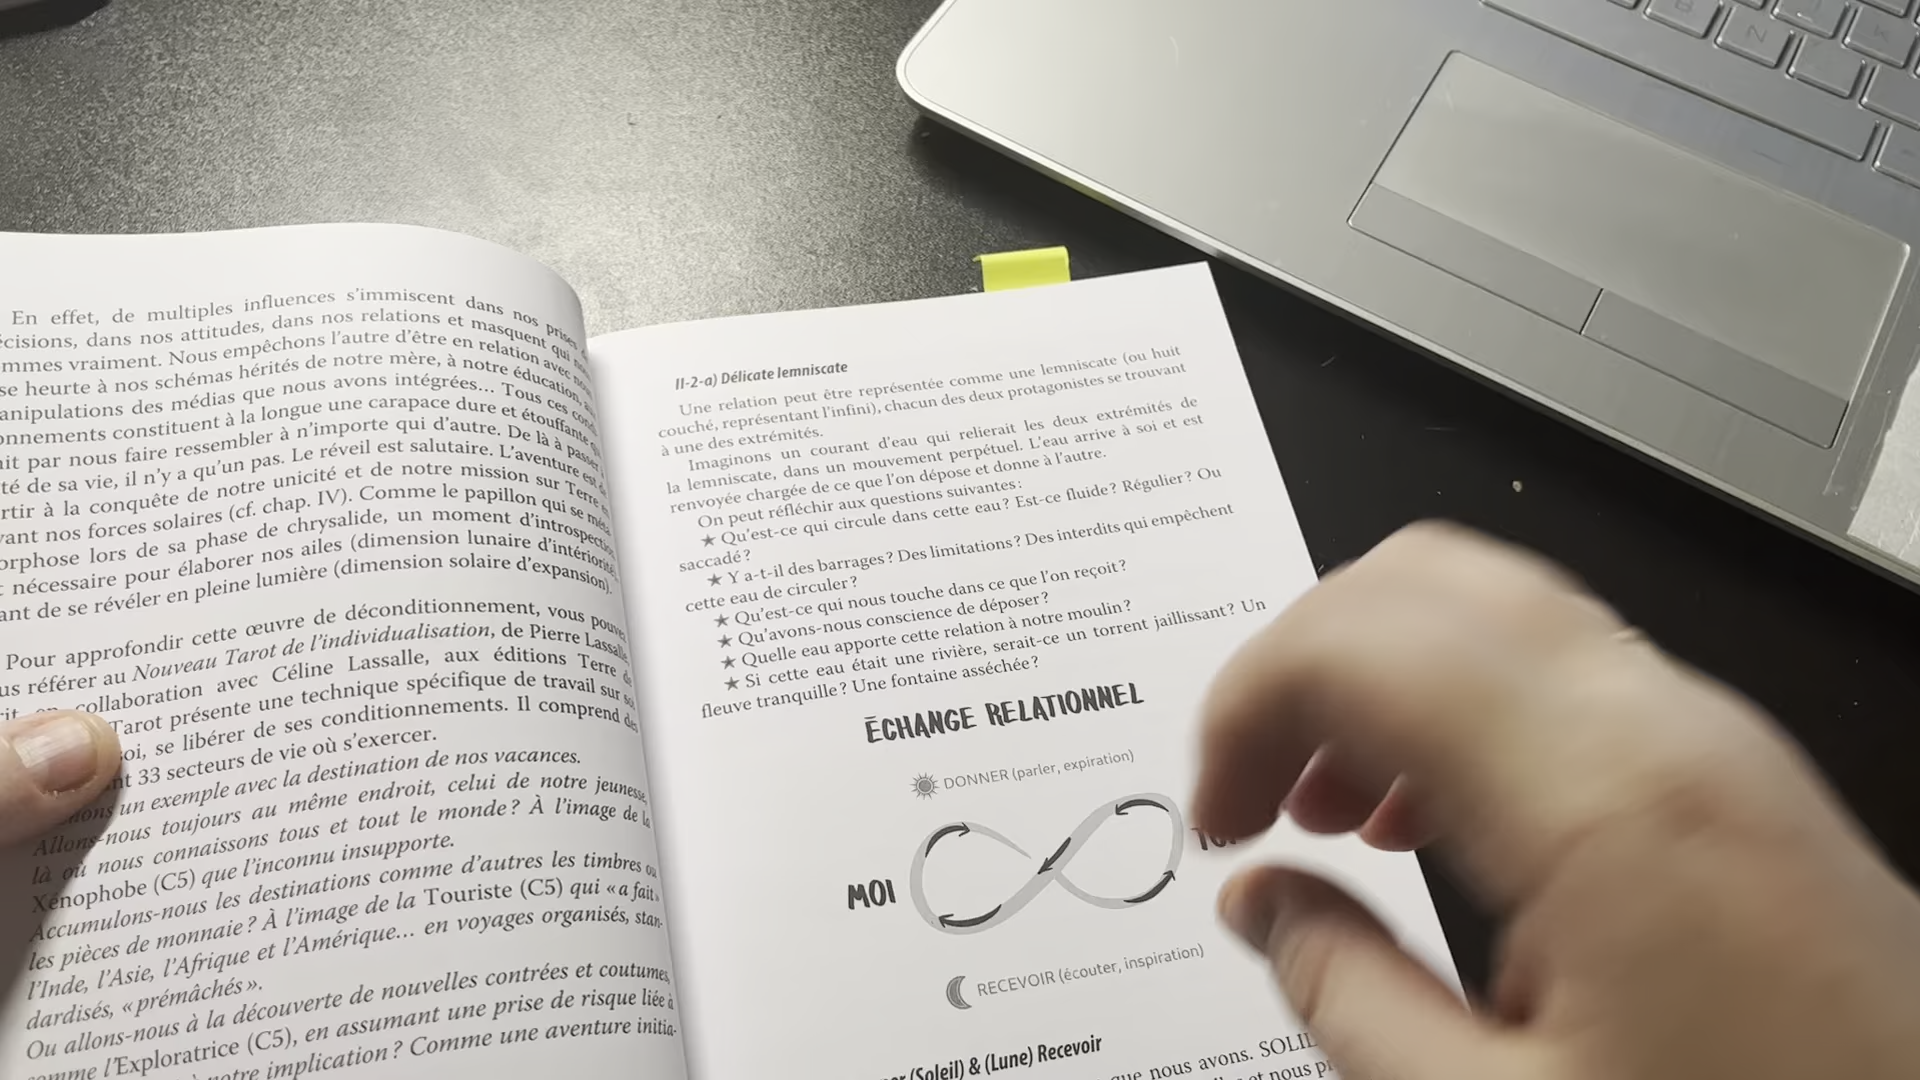 En effet, de multiples influences s'immiscent dans nos prises
dans nos attitudes, dans nos relations et masquent qui
vraiment. Nous empêchons l'autre d'être en relation avec
se heurte à nos schémas hérités de notre mère, à notre éducation,
des médias que nous avons intégrées... Tous ces
constituent à la longue une carapace dure et étouffante
par nous faire ressembler à n'importe qui d'autre. De là à passer
de sa vie, il n'y a qu'un pas. Le réveil est salutaire. L'aventure est
à la conquête de notre unicité et de notre mission sur Terre
nos forces solaires (cf. chap. IV). Comme le papillon qui se
lors de sa phase de chrysalide, un moment d'introspection
nécessaire pour élaborer nos ailes (dimension lunaire d'intériorité),
de se révéler en pleine lumière (dimension solaire d'expansion).
Pour approfondir cette œuvre de déconditionnement, vous
référer au Nouveau Tarot de l'individualisation, de Pierre Lassalle,
collaboration avec Céline Lassalle, aux éditions Terre de
Tarot présente une technique spécifique de travail sur
soi, se libérer de ses conditionnements. Il comprend des
33 secteurs de vie où s'exercer.
un exemple avec la destination de nos vacances.
Allons-nous toujours au même endroit, celui de notre jeunesse,
là où nous connaissons tous et tout le monde ? À l'image de la
Xénophobe (C5) que l'inconnu insupporte.
Accumulons-nous les destinations comme d'autres les timbres ou
les pièces de monnaie ? À l'image de la Touriste (C5) qui « a fait »
l'Inde, l'Asie, l'Afrique et l'Amérique... en voyages organisés, stan-
dardisés, « prémâchés ».
Ou allons-nous à la découverte de nouvelles contrées et coutumes,
comme l'Exploratrice (C5), en assumant une prise de risque liée à
notre implication ? Comme une aventure initia-
II-2-a) Délicate lemniscate
Une relation peut être représentée comme une lemniscate (ou huit
couché, représentant l'infini), chacun des deux protagonistes se trouvant
à une des extrémités.
Imaginons un courant d'eau qui relierait les deux extrémités de
la lemniscate, dans un mouvement perpétuel. L'eau arrive à soi et est
renvoyée chargée de ce que l'on dépose et donne à l'autre.
On peut réfléchir aux questions suivantes :
★ Qu'est-ce qui circule dans cette eau ? Est-ce fluide ? Régulier ? Ou
saccadé ?
★ Y a-t-il des barrages ? Des limitations ? Des interdits qui empêchent
cette eau de circuler ?
★ Qu'est-ce qui nous touche dans ce que l'on reçoit ?
★ Qu'avons-nous conscience de déposer ?
★ Quelle eau apporte cette relation à notre moulin ?
★ Si cette eau était une rivière, serait-ce un torrent jaillissant ? Un
fleuve tranquille ? Une fontaine asséchée ?
ÉCHANGE RELATIONNEL
DONNER (parler, expiration)
MOI
RECEVOIR (écouter, inspiration)
(Soleil) & (Lune) Recevoir
que nous avons.
et nous